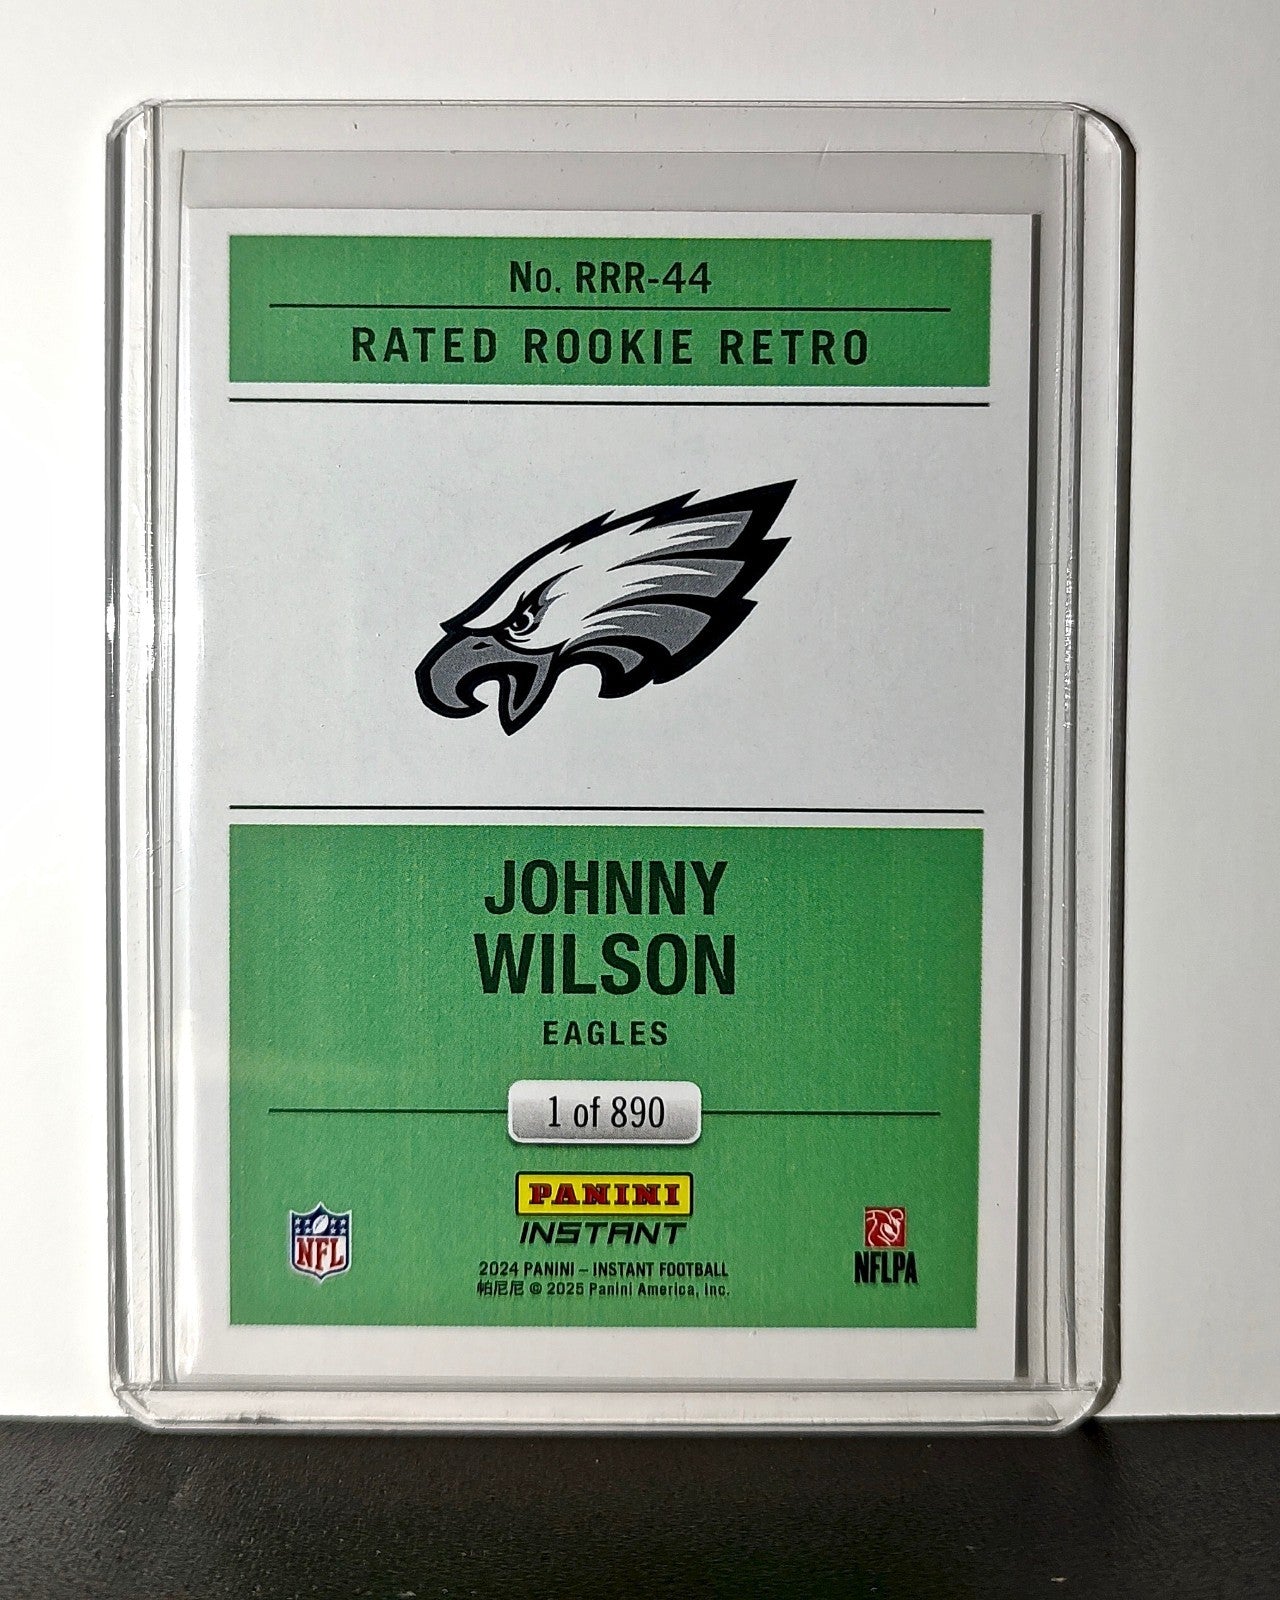 No. RRR-44
RATED ROOKIE RETRO
JOHNNY
WILSON
EAGLES
1 of 890
PANINI
INSTANT
NFL
NFLPA
2024 PANINI – INSTANT FOOTBALL
帕尼尼 © 2025 Panini America, Inc.